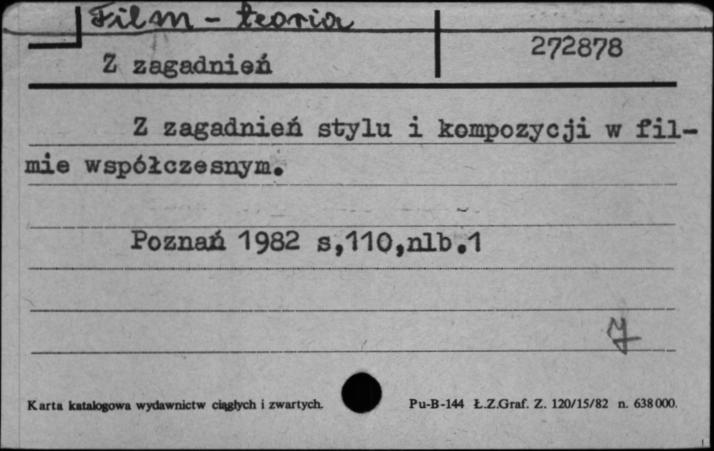 Film - teoria
272878
Z zagadnień
Z zagadnień stylu i kompozycji w fil-
mie współczesnym.
Poznań 1982 s,110,nlb.1
Karta katalogowa wydawnictw ciągłych i zwartych.
Pu-B-144 Ł.Z.Graf. Z. 120/15/82 n. 638000.